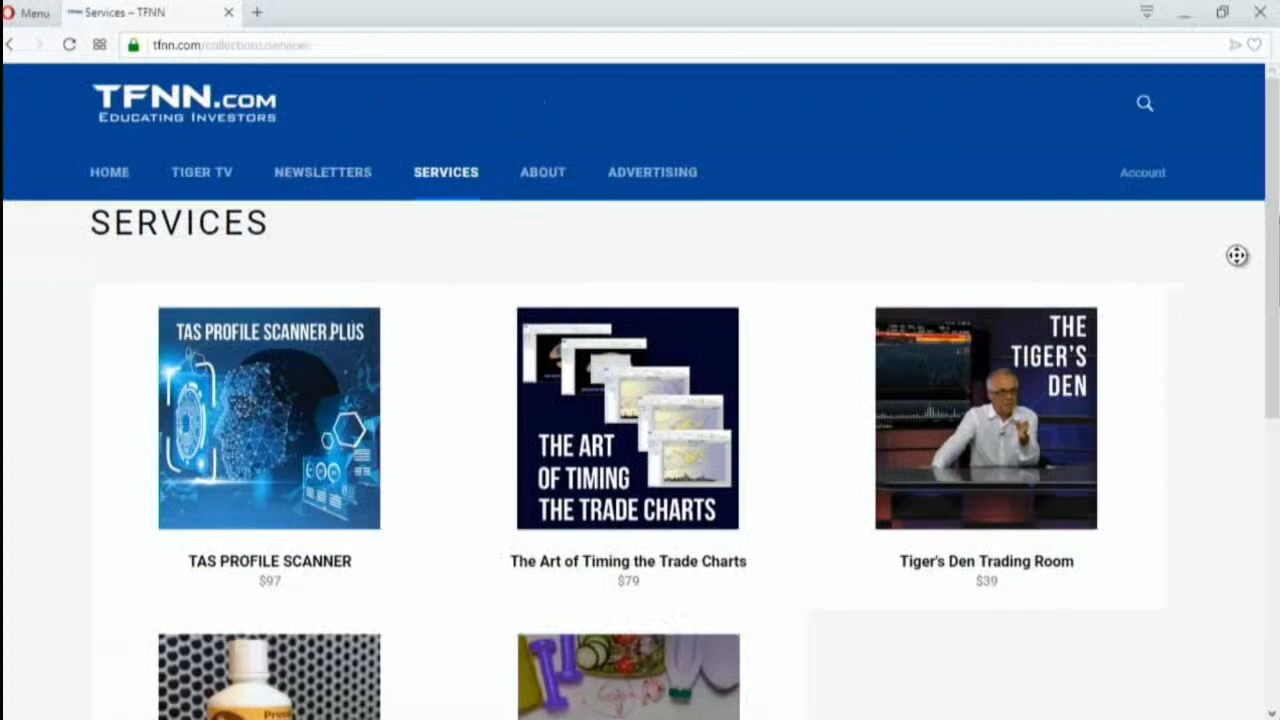 Menu
Services – TFNN
tfnn.com/collections/services
TFNN.COM
EDUCATING INVESTORS
HOME TIGER TV NEWSLETTERS SERVICES ABOUT ADVERTISING Account
SERVICES
TAS PROFILE SCANNER PLUS
THE ART
OF TIMING
THE TRADE CHARTS
THE
TIGER'S
DEN
TAS PROFILE SCANNER
$97
The Art of Timing the Trade Charts
$79
Tiger's Den Trading Room
$39